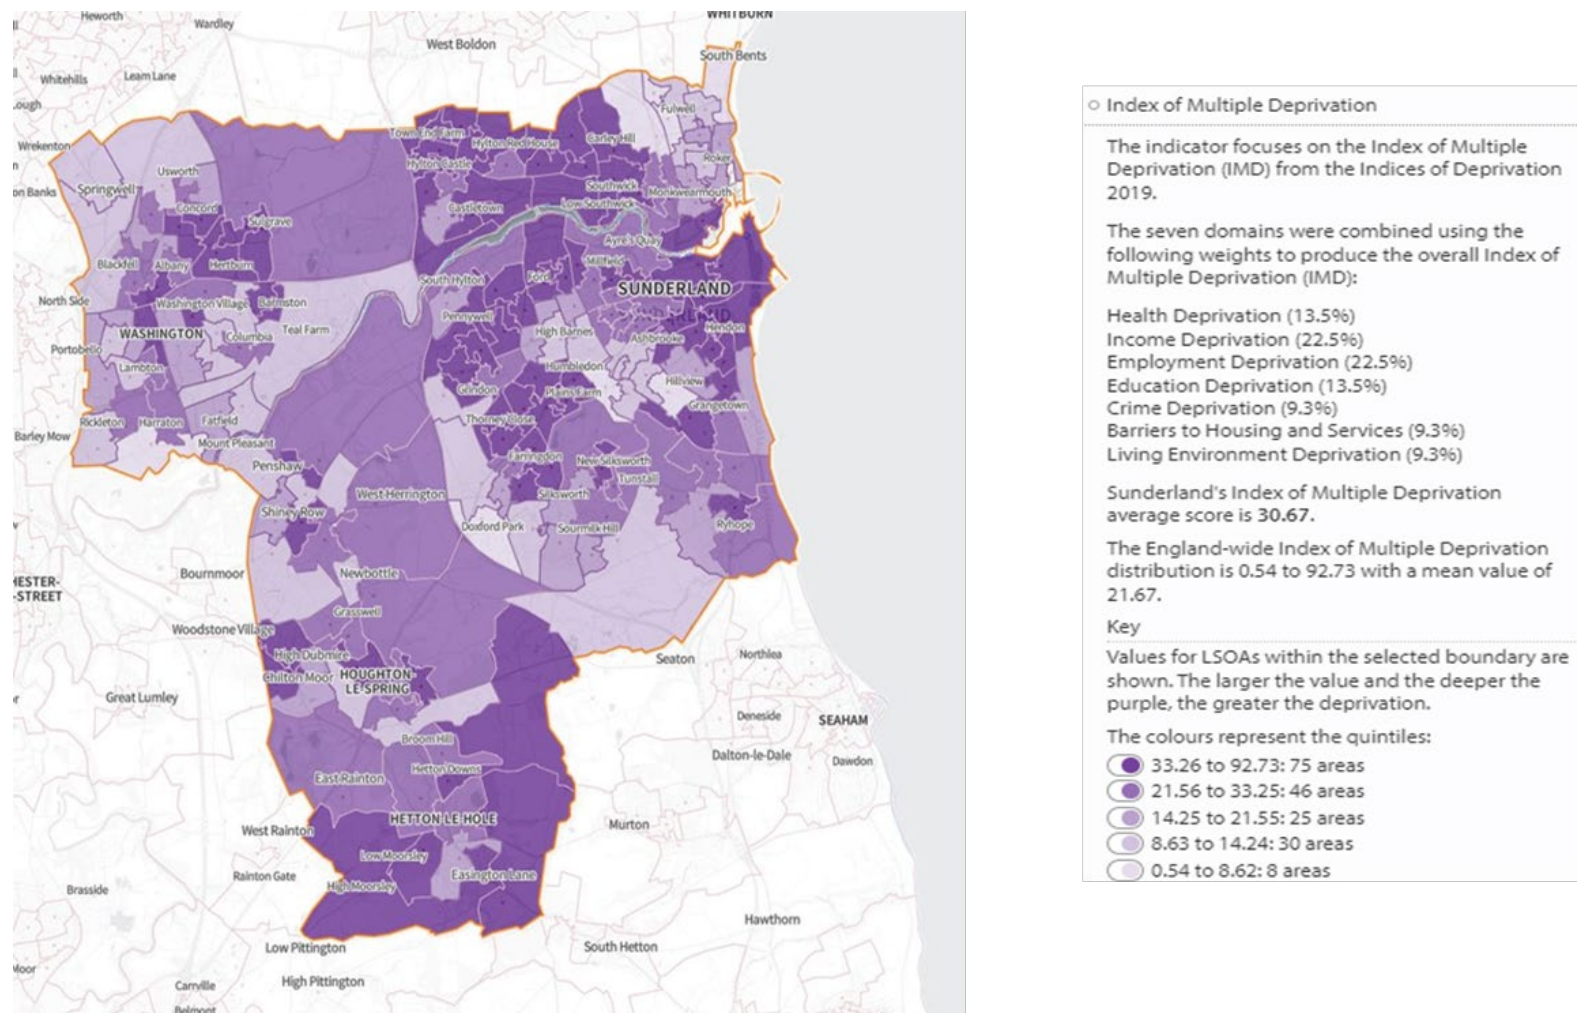 WHITBURN
Heworth
Wardley
West Boldon
South Bents
Whitehills
Leam Lane
Fulwell
Town End Farm
Hylton Red House
Carley Hill
Wrekenton
Roker
Hylton Castle
Usworth
Springwell
Southwick
Monkwearmouth
on Banks
Castletown
Low Southwick
Concord
Sulgrave
Ayre's Quay
Blackfell
Albany
Hertburn
Millfield
South Hylton
Ford
SUNDERLAND
North Side
Washington Village
Barmston
Pennywell
Hendon
WASHINGTON
Columbia
Teal Farm
High Barnes
Ashbrooke
Portobello
Lambton
Humbledon
Hillview
Grindon
Plains Farm
Grangetown
Rickleton
Harraton
Fatfield
Thorney Close
Barley Mow
Mount Pleasant
Farringdon
New Silksworth
Penshaw
Tunstall
West Herrington
Silksworth
Shiney Row
Doxford Park
Sourmilk Hill
Ryhope
Bournmoor
Newbottle
HESTER-
-STREET
Grasswell
Woodstone Village
High Dubmire
Seaton
Northlea
Chilton Moor
HOUGHTON-
LE-SPRING
Great Lumley
Deneside
SEAHAM
Broom Hill
Dalton-le-Dale
Dawdon
East Rainton
Hetton Downs
HETTON-LE-HOLE
West Rainton
Murton
Low Moorsley
Rainton Gate
Easington Lane
High Moorsley
Brasside
Hawthorn
Low Pittington
South Hetton
High Pittington
Carrville
Belmont
Index of Multiple Deprivation
The indicator focuses on the Index of Multiple
Deprivation (IMD) from the Indices of Deprivation
2019.
The seven domains were combined using the
following weights to produce the overall Index of
Multiple Deprivation (IMD):
Health Deprivation (13.5%)
Income Deprivation (22.5%)
Employment Deprivation (22.5%)
Education Deprivation (13.5%)
Crime Deprivation (9.3%)
Barriers to Housing and Services (9.3%)
Living Environment Deprivation (9.3%)
Sunderland's Index of Multiple Deprivation
average score is 30.67.
The England-wide Index of Multiple Deprivation
distribution is 0.54 to 92.73 with a mean value of
21.67.
Key
Values for LSOAs within the selected boundary are
shown. The larger the value and the deeper the
purple, the greater the deprivation.
The colours represent the quintiles:
33.26 to 92.73: 75 areas
21.56 to 33.25: 46 areas
14.25 to 21.55: 25 areas
8.63 to 14.24: 30 areas
0.54 to 8.62: 8 areas